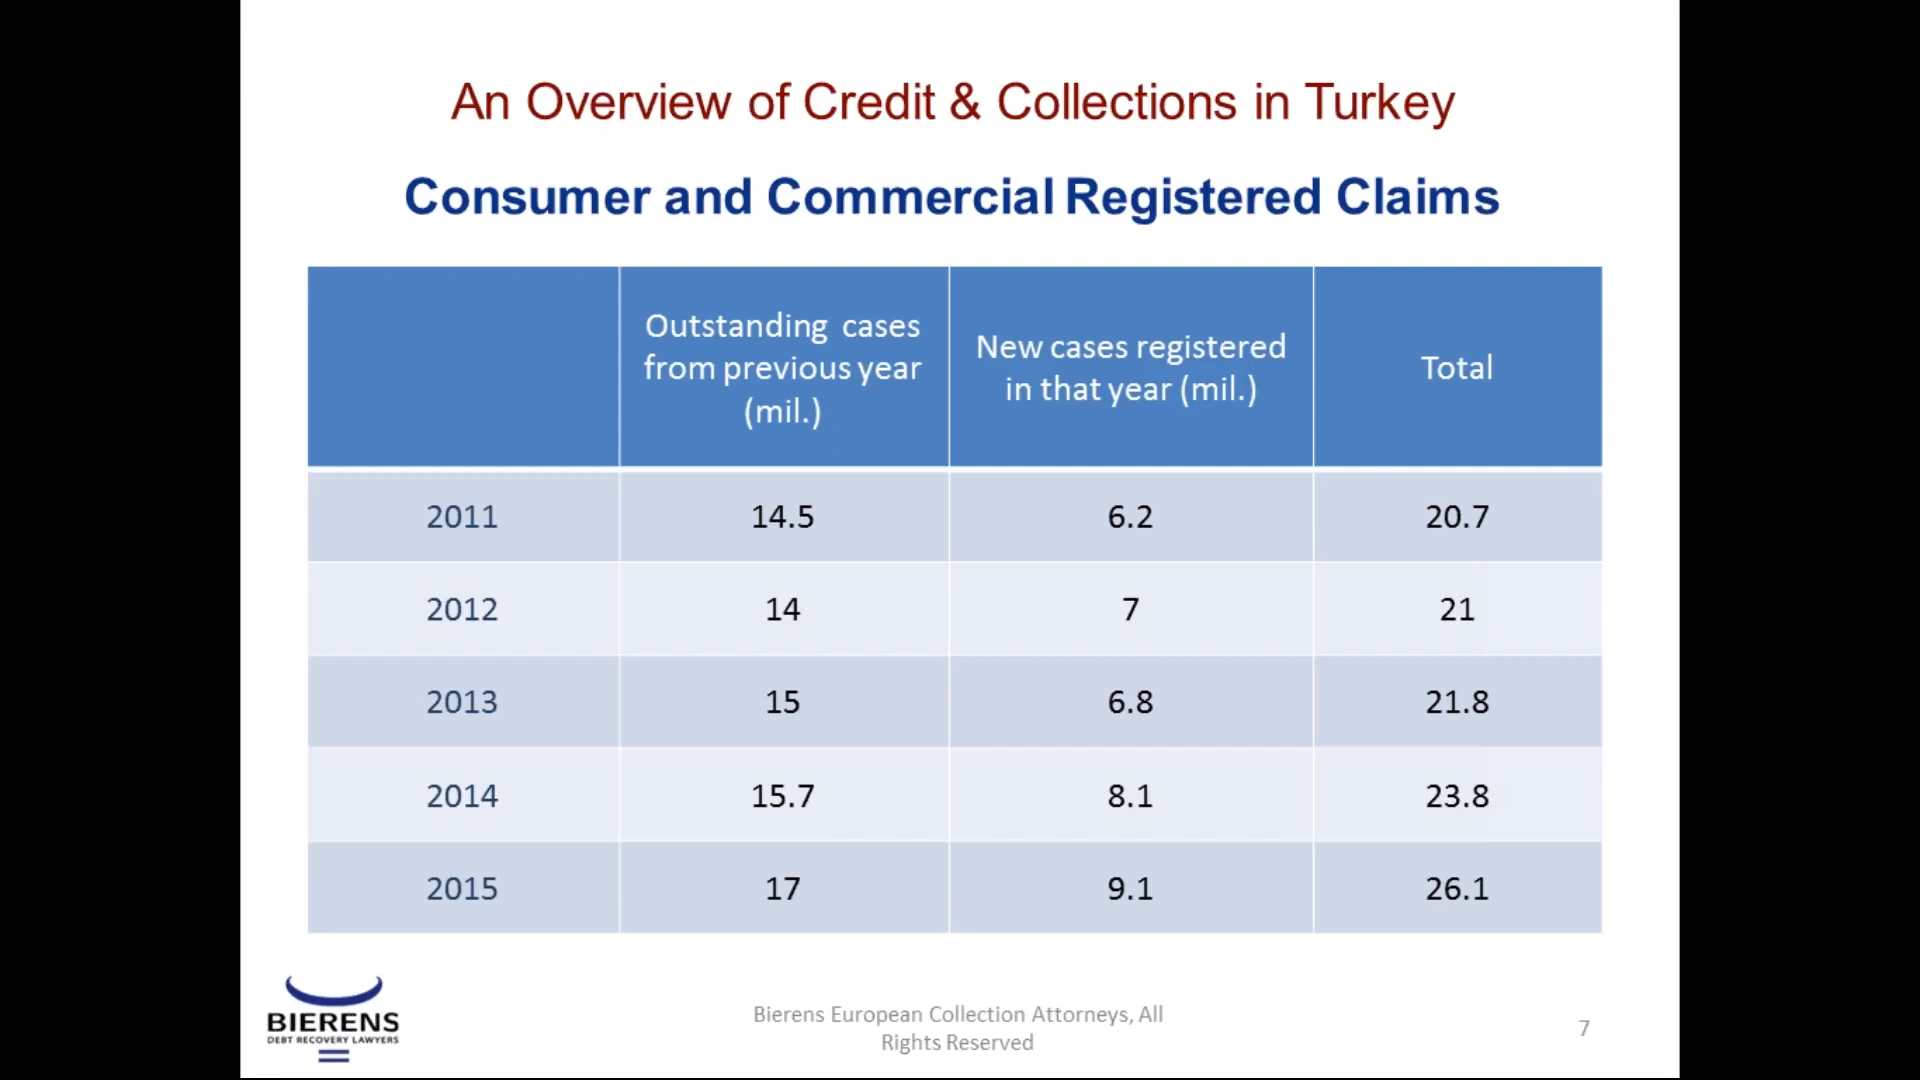 An Overview of Credit & Collections in Turkey
Consumer and Commercial Registered Claims
Outstanding cases
from previous year
(mil.)
New cases registered
in that year (mil.)
Total
2011 14.5 6.2 20.7
2012 14 7 21
2013 15 6.8 21.8
2014 15.7 8.1 23.8
2015 17 9.1 26.1
BIERENS
DEBT RECOVERY LAWYERS
Bierens European Collection Attorneys, All
Rights Reserved
7